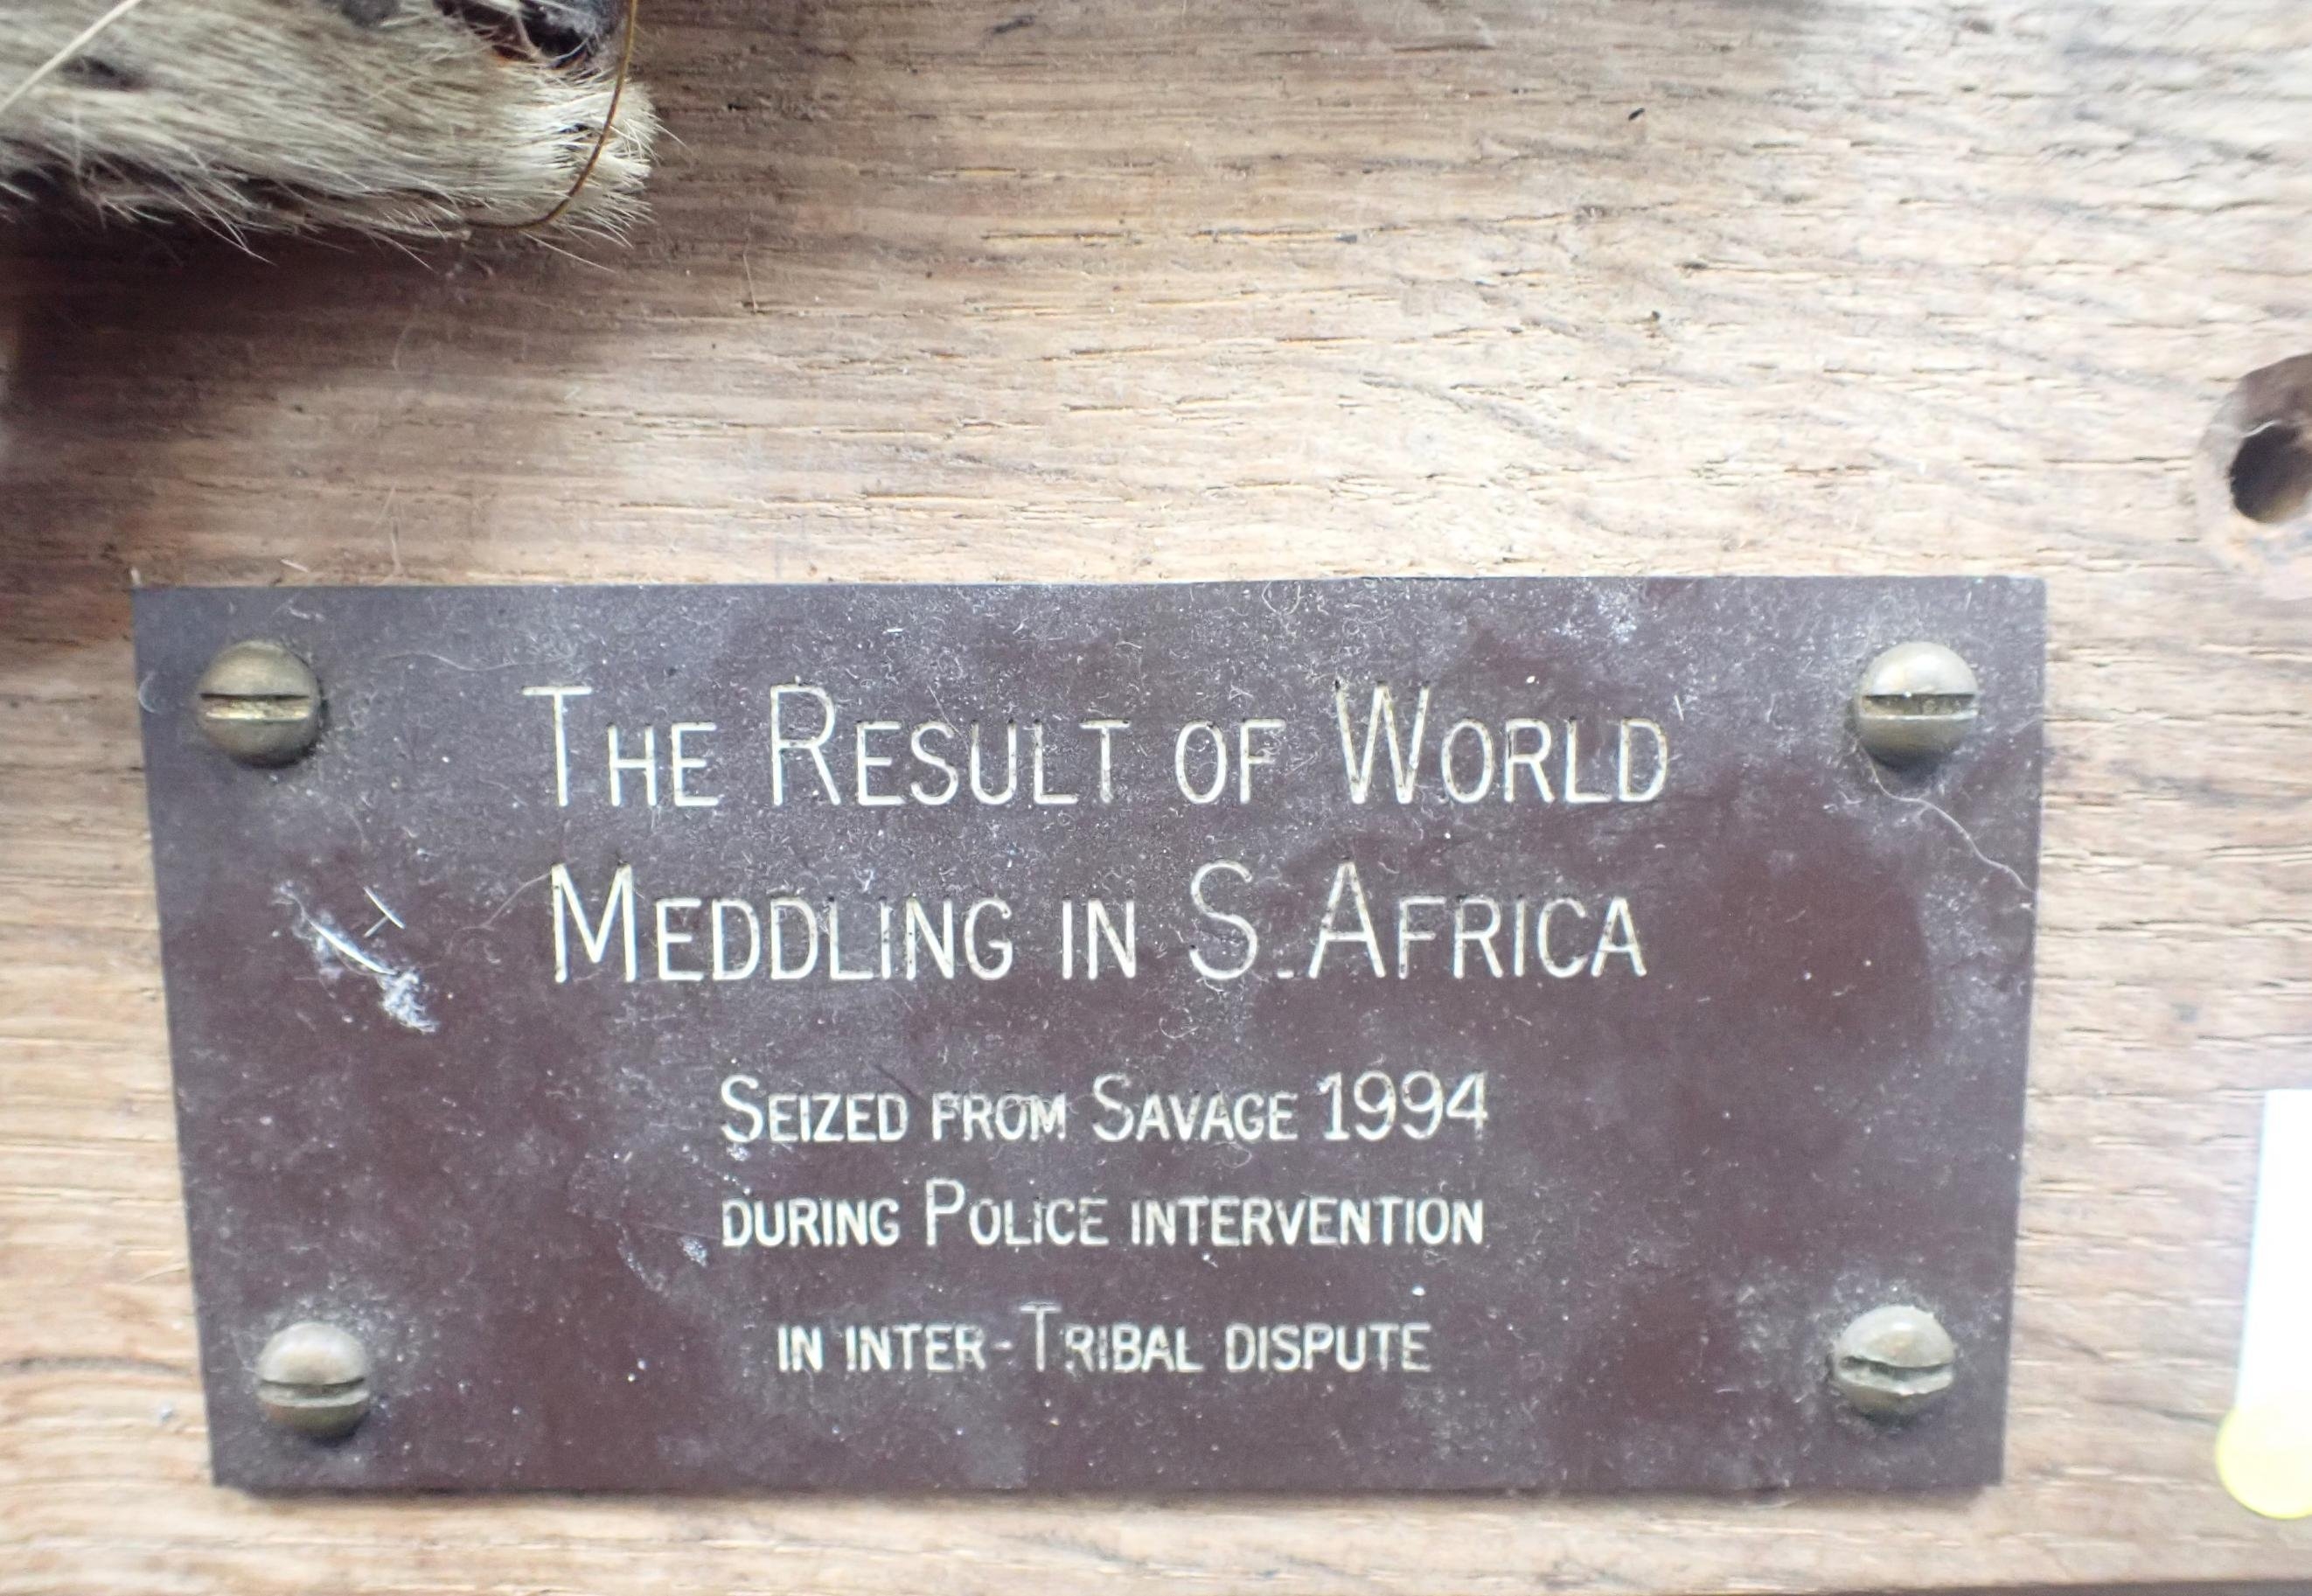 The Result of World
Meddling in S.Africa
Seized from Savage 1994
during Police intervention
in inter-Tribal dispute